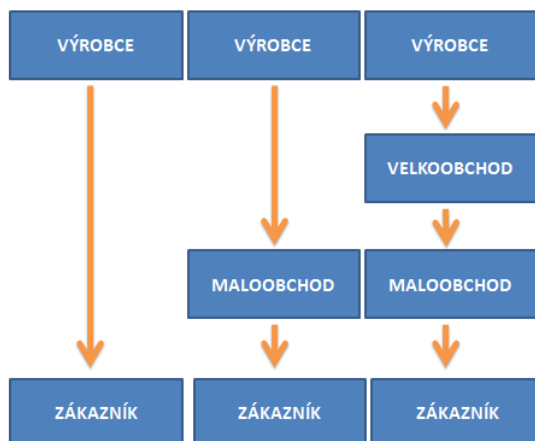 VÝROBCE
VÝROBCE
VÝROBCE
VELKOOBCHOD
MALOOBCHOD
MALOOBCHOD
ZÁKAZNÍK
ZÁKAZNÍK
ZÁKAZNÍK